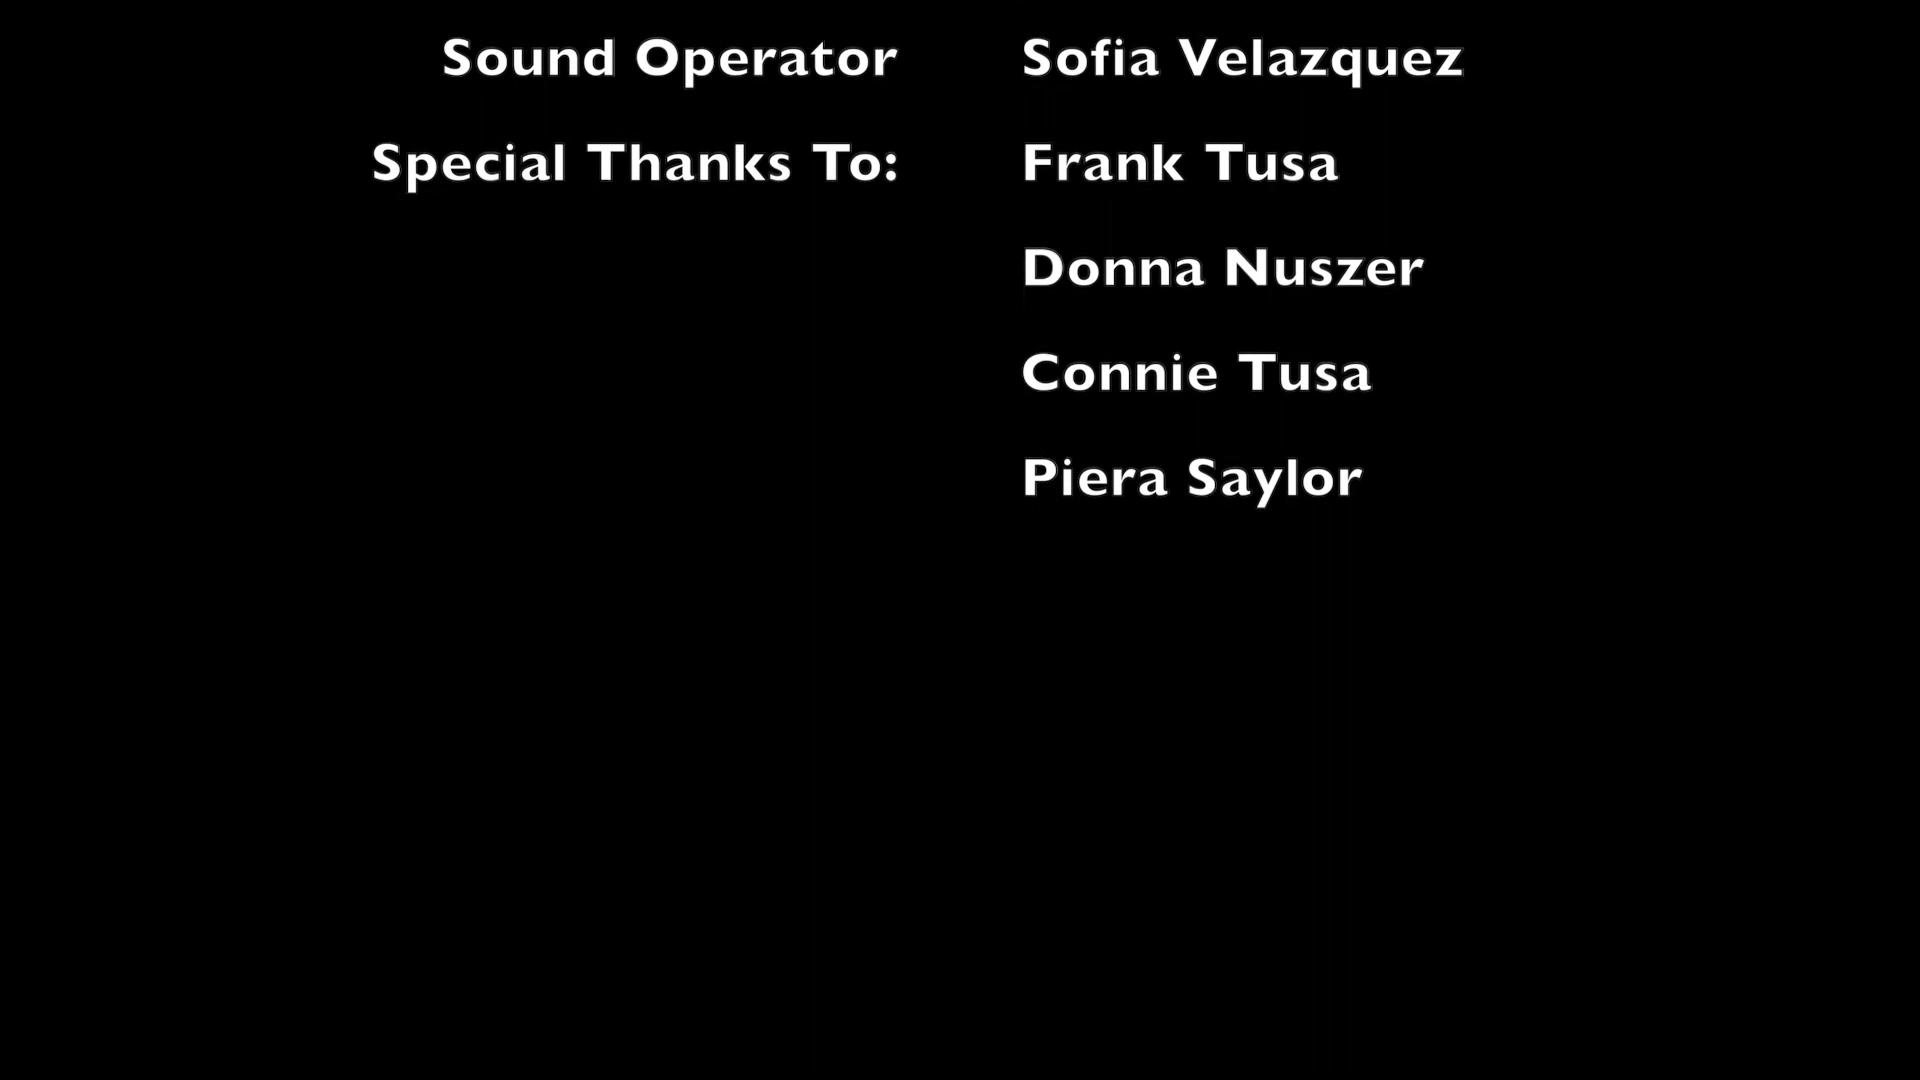 Sound Operator Sofia Velazquez
Special Thanks To: Frank Tusa
Donna Nuszer
Connie Tusa
Piera Saylor